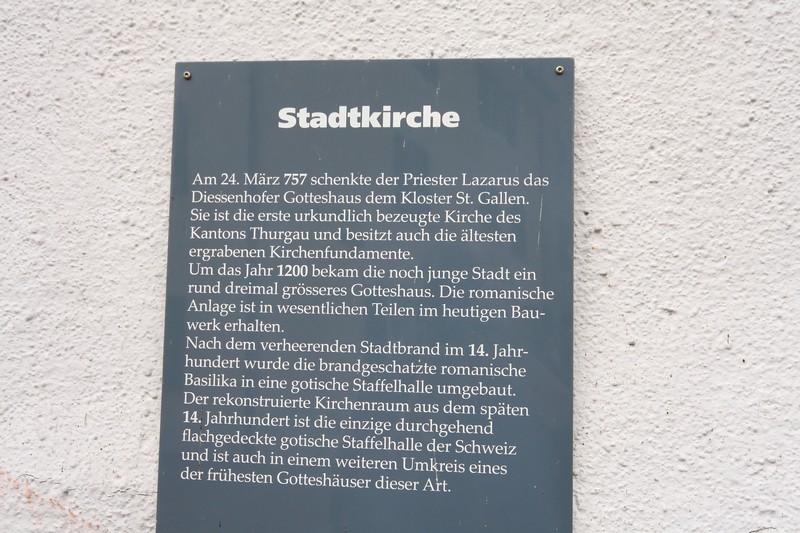 Stadtkirche
Am 24. März 757 schenkte der Priester Lazarus das
Diessenhofer Gotteshaus dem Kloster St. Gallen.
Sie ist die erste urkundlich bezeugte Kirche des
Kantons Thurgau und besitzt auch die ältesten
ergrabenen Kirchenfundamente.
Um das Jahr 1200 bekam die noch junge Stadt ein
rund dreimal grösseres Gotteshaus. Die romanische
Anlage ist in wesentlichen Teilen im heutigen Bau-
werk erhalten.
Nach dem verheerenden Stadtbrand im 14. Jahr-
hundert wurde die brandgeschatzte romanische
Basilika in eine gotische Staffelhalle umgebaut.
Der rekonstruierte Kirchenraum aus dem späten
14. Jahrhundert ist die einzige durchgehend
flachgedeckte gotische Staffelhalle der Schweiz
und ist auch in einem weiteren Umkreis eines
der frühesten Gotteshäuser dieser Art.